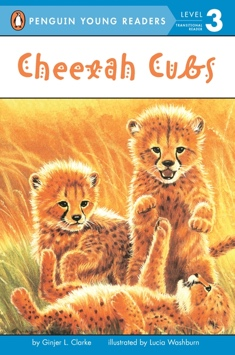 PENGUIN YOUNG READERS
LEVEL 3
TRANSITIONAL READER
Cheetah Cubs
by Ginjer L. Clarke illustrated by Lucia Washburn